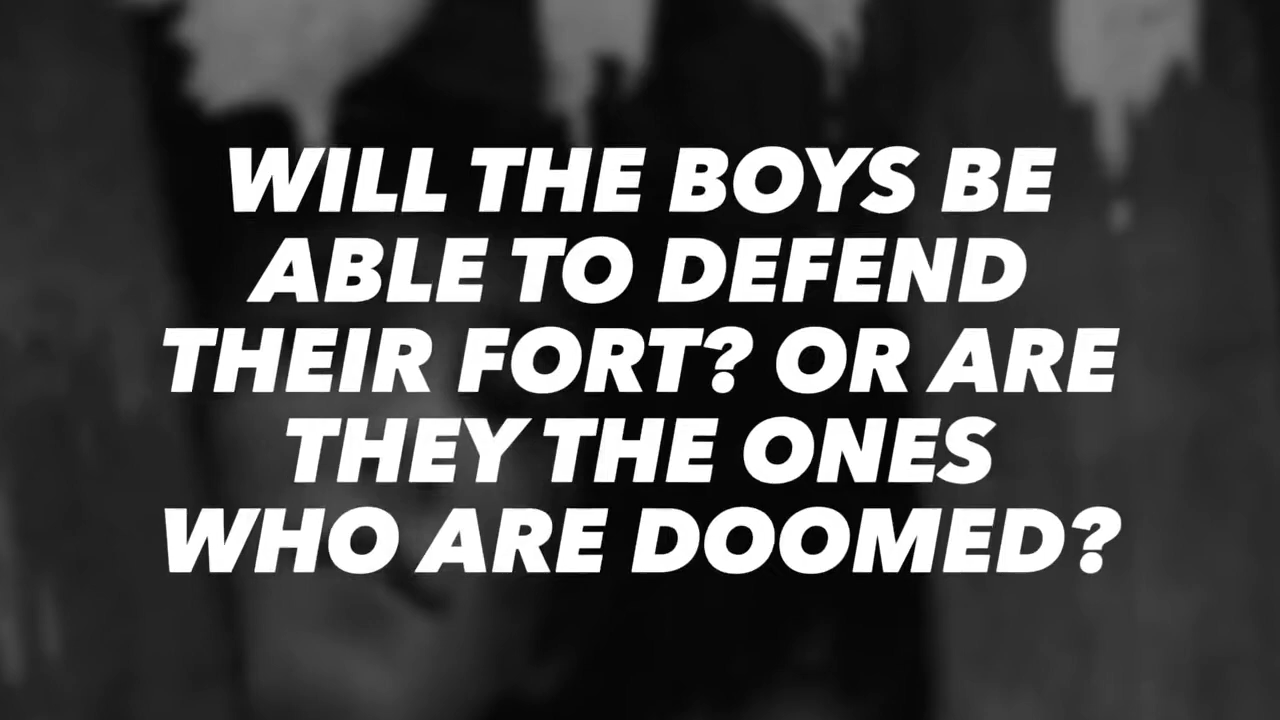 WILL THE BOYS BE
ABLE TO DEFEND
THEIR FORT? OR ARE
THEY THE ONES
WHO ARE DOOMED?